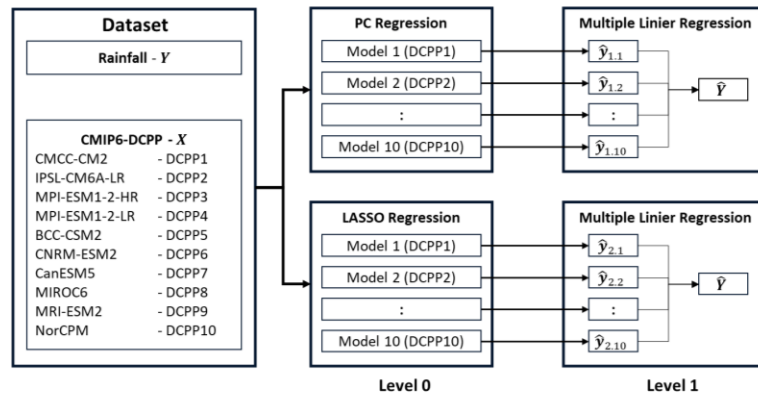 Dataset
Rainfall - Y
CMIP6-DCPP - X
CMCC-CM2 - DCPP1
IPSL-CM6A-LR - DCPP2
MPI-ESM1-2-HR - DCPP3
MPI-ESM1-2-LR - DCPP4
BCC-CSM2 - DCPP5
CNRM-ESM2 - DCPP6
CanESM5 - DCPP7
MIROC6 - DCPP8
MRI-ESM2 - DCPP9
NorCPM - DCPP10
PC Regression
Model 1 (DCPP1)
Model 2 (DCPP2)
:
Model 10 (DCPP10)
Multiple Linier Regression
ŷ1.1
ŷ1.2
:
ŷ1.10
Ŷ
LASSO Regression
Model 1 (DCPP1)
Model 2 (DCPP2)
:
Model 10 (DCPP10)
Multiple Linier Regression
ŷ2.1
ŷ2.2
:
ŷ2.10
Ŷ
Level 0
Level 1